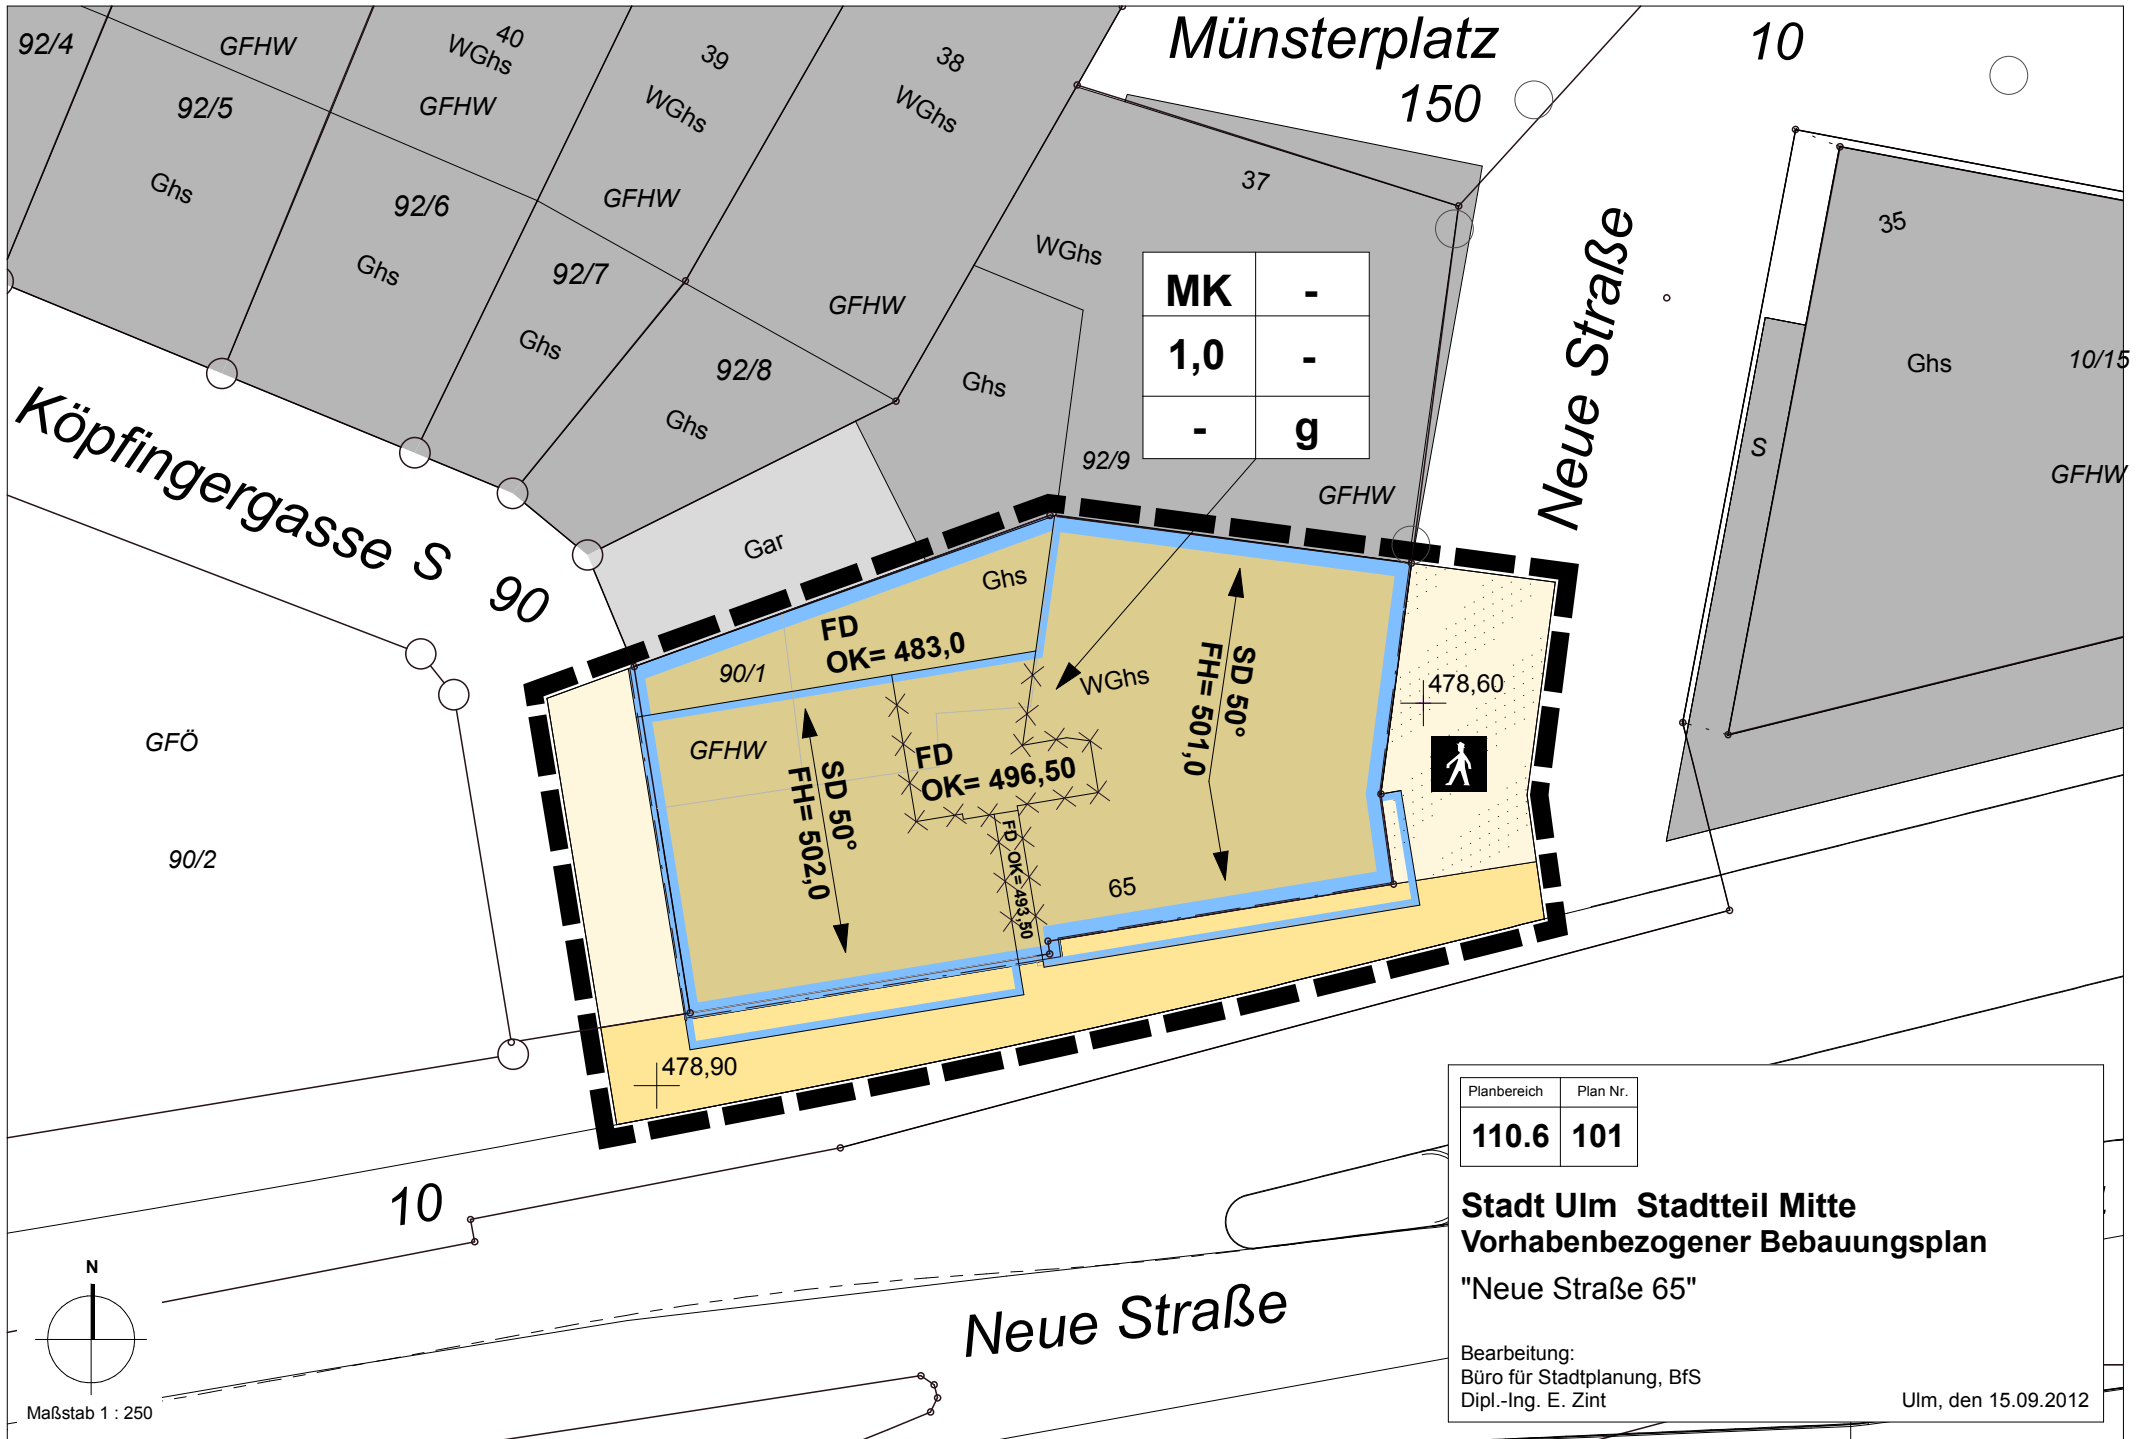 92/4
GFHW
40
WGhs
39
38
Münsterplatz
10
92/5
GFHW
WGhs
WGhs
150
Ghs
92/6
GFHW
37
35
Ghs
92/7
WGhs
Neue Straße
GFHW
MK -
1,0 -
- g
Ghs
92/8
Ghs
Ghs
10/15
Ghs
Köpfingergasse S 90
92/9
GFHW
S
GFHW
Gar
Ghs
FD
OK= 483,0
90/1
WGhs
SD 50°
FH= 501,0
478,60
GFÖ
GFHW
FD
OK= 496,50
SD 50°
FH= 502,0
FD OK= 493,50
90/2
65
478,90
10
Neue Straße
N
Maßstab 1 : 250
Planbereich Plan Nr.
110.6 101
Stadt Ulm Stadtteil Mitte
Vorhabenbezogener Bebauungsplan
"Neue Straße 65"
Bearbeitung:
Büro für Stadtplanung, BfS
Dipl.-Ing. E. Zint Ulm, den 15.09.2012